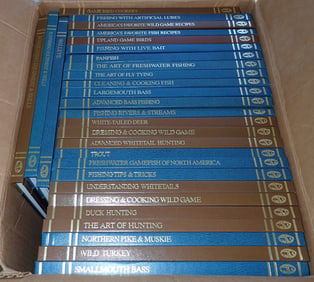 GAME BIRD COOKERY
FISHING WITH ARTIFICIAL LURES
AMERICA'S FAVORITE WILD GAME RECIPES
AMERICA'S FAVORITE FISH RECIPES
UPLAND GAME BIRDS
FISHING WITH LIVE BAIT
PANFISH
THE ART OF FRESHWATER FISHING
THE ART OF FLY TYING
CLEANING & COOKING FISH
LARGEMOUTH BASS
ADVANCED BASS FISHING
FISHING RIVERS & STREAMS
WHITE-TAILED DEER
DRESSING & COOKING WILD GAME
ADVANCED WHITETAIL HUNTING
TROUT
FRESHWATER GAMEFISH OF NORTH AMERICA
FISHING TIPS & TRICKS
UNDERSTANDING WHITETAILS
DRESSING & COOKING WILD GAME
DUCK HUNTING
THE ART OF HUNTING
NORTHERN PIKE & MUSKIE
WILD TURKEY
SMALLMOUTH BASS